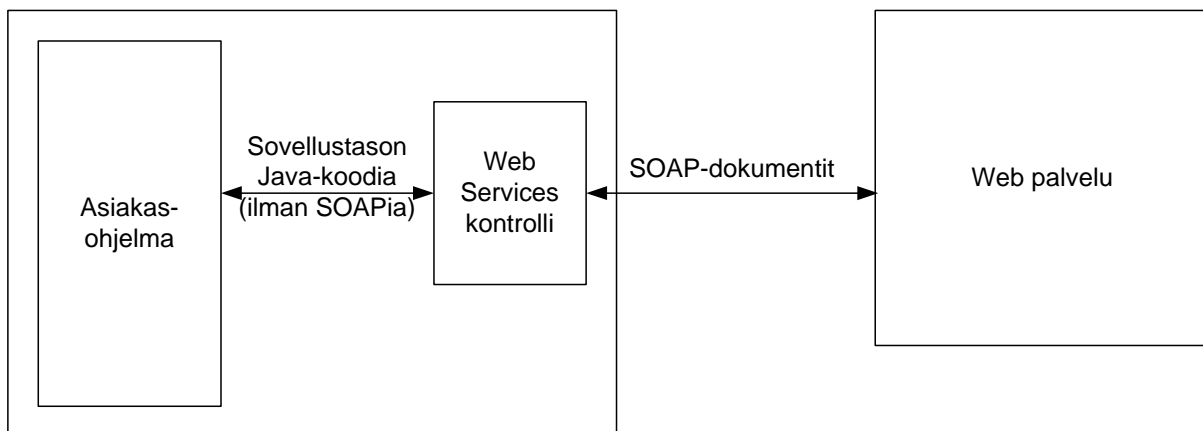 Asiakas-
ohjelma
Sovellustason
Java-koodia
(ilman SOAPia)
Web
Services
kontrolli
SOAP-dokumentit
Web palvelu